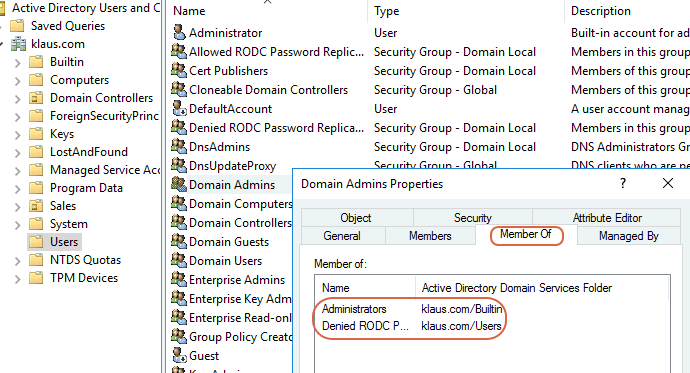 Active Directory Users and C
Saved Queries
klaus.com
Builtin
Computers
Domain Controllers
ForeignSecurityPrinc
Keys
LostAndFound
Managed Service Acco
Program Data
Sales
System
Users
NTDS Quotas
TPM Devices
Name Type Description
Administrator User Built-in account for ad
Allowed RODC Password Replic... Security Group - Domain Local Members in this group
Cert Publishers Security Group - Domain Local Members of this group
Cloneable Domain Controllers Security Group - Global Members of this group
DefaultAccount User A user account manag
Denied RODC Password Replica... Security Group - Domain Local Members in this group
DnsAdmins Security Group - Domain Local DNS Administrators Gr
DnsUpdateProxy Security Group - Global DNS clients who are ne
Domain Admins
Domain Computers
Domain Controllers
Domain Guests
Domain Users
Enterprise Admins
Enterprise Key Admi
Enterprise Read-onl
Group Policy Creato
Guest
Domain Admins Properties
?
Object Security Attribute Editor
General Members Member Of Managed By
Member of:
Name Active Directory Domain Services Folder
Administrators klaus.com/Builtin
Denied RODC P... klaus.com/Users